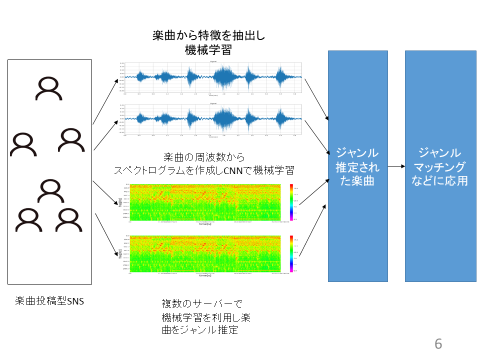 楽曲から特徴を抽出し
機械学習
楽曲の周波数から
スペクトログラムを作成しCNNで機械学習
ジャンル
推定され
た楽曲
ジャンル
マッチング
などに応用
楽曲投稿型SNS
複数のサーバーで
機械学習を利用し楽
曲をジャンル推定
6